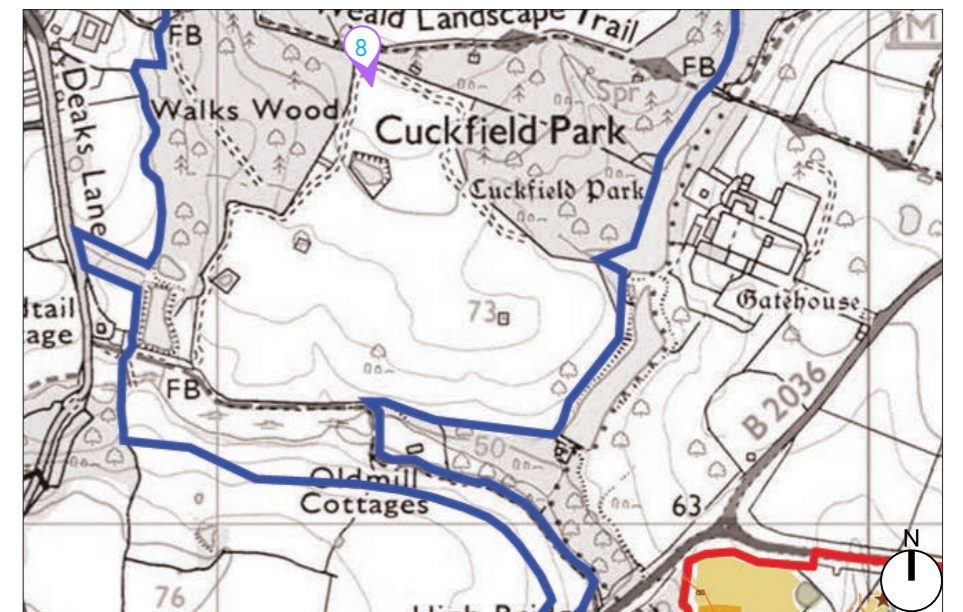 Weald Landscape Trail
FB
8
FB
M
Spr
Deaks Lane
Walks Wood
Cuckfield Park
Cuckfield Park
Gatehouse
73
B 2036
FB
50
Oldmill
Cottages
63
N
76